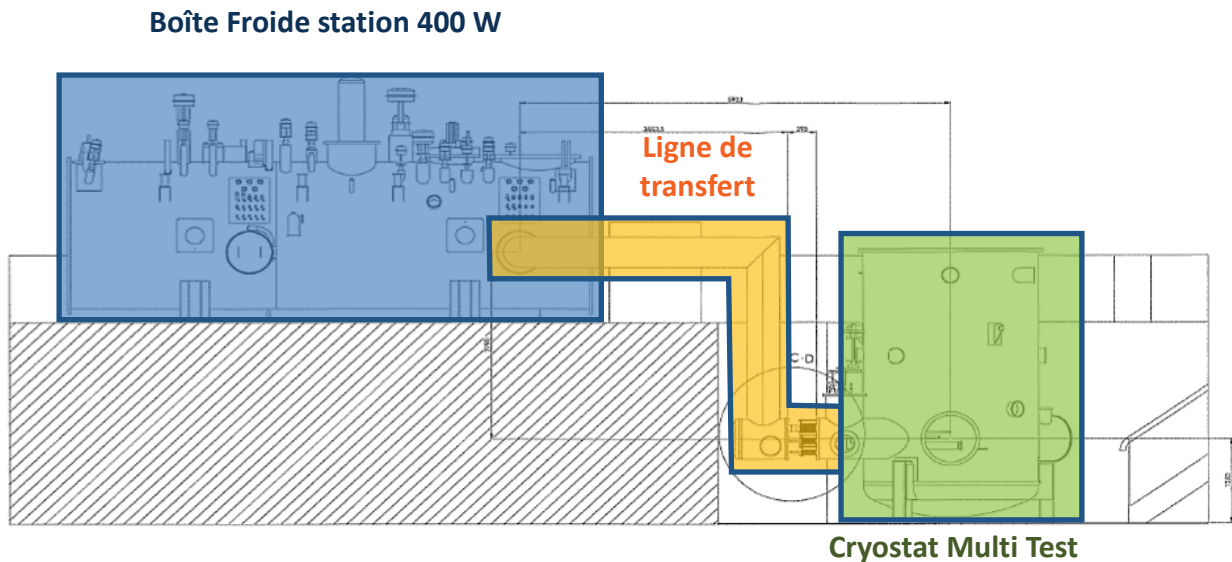 Boîte Froide station 400 W
Ligne de
transfert
C-D
Cryostat Multi Test